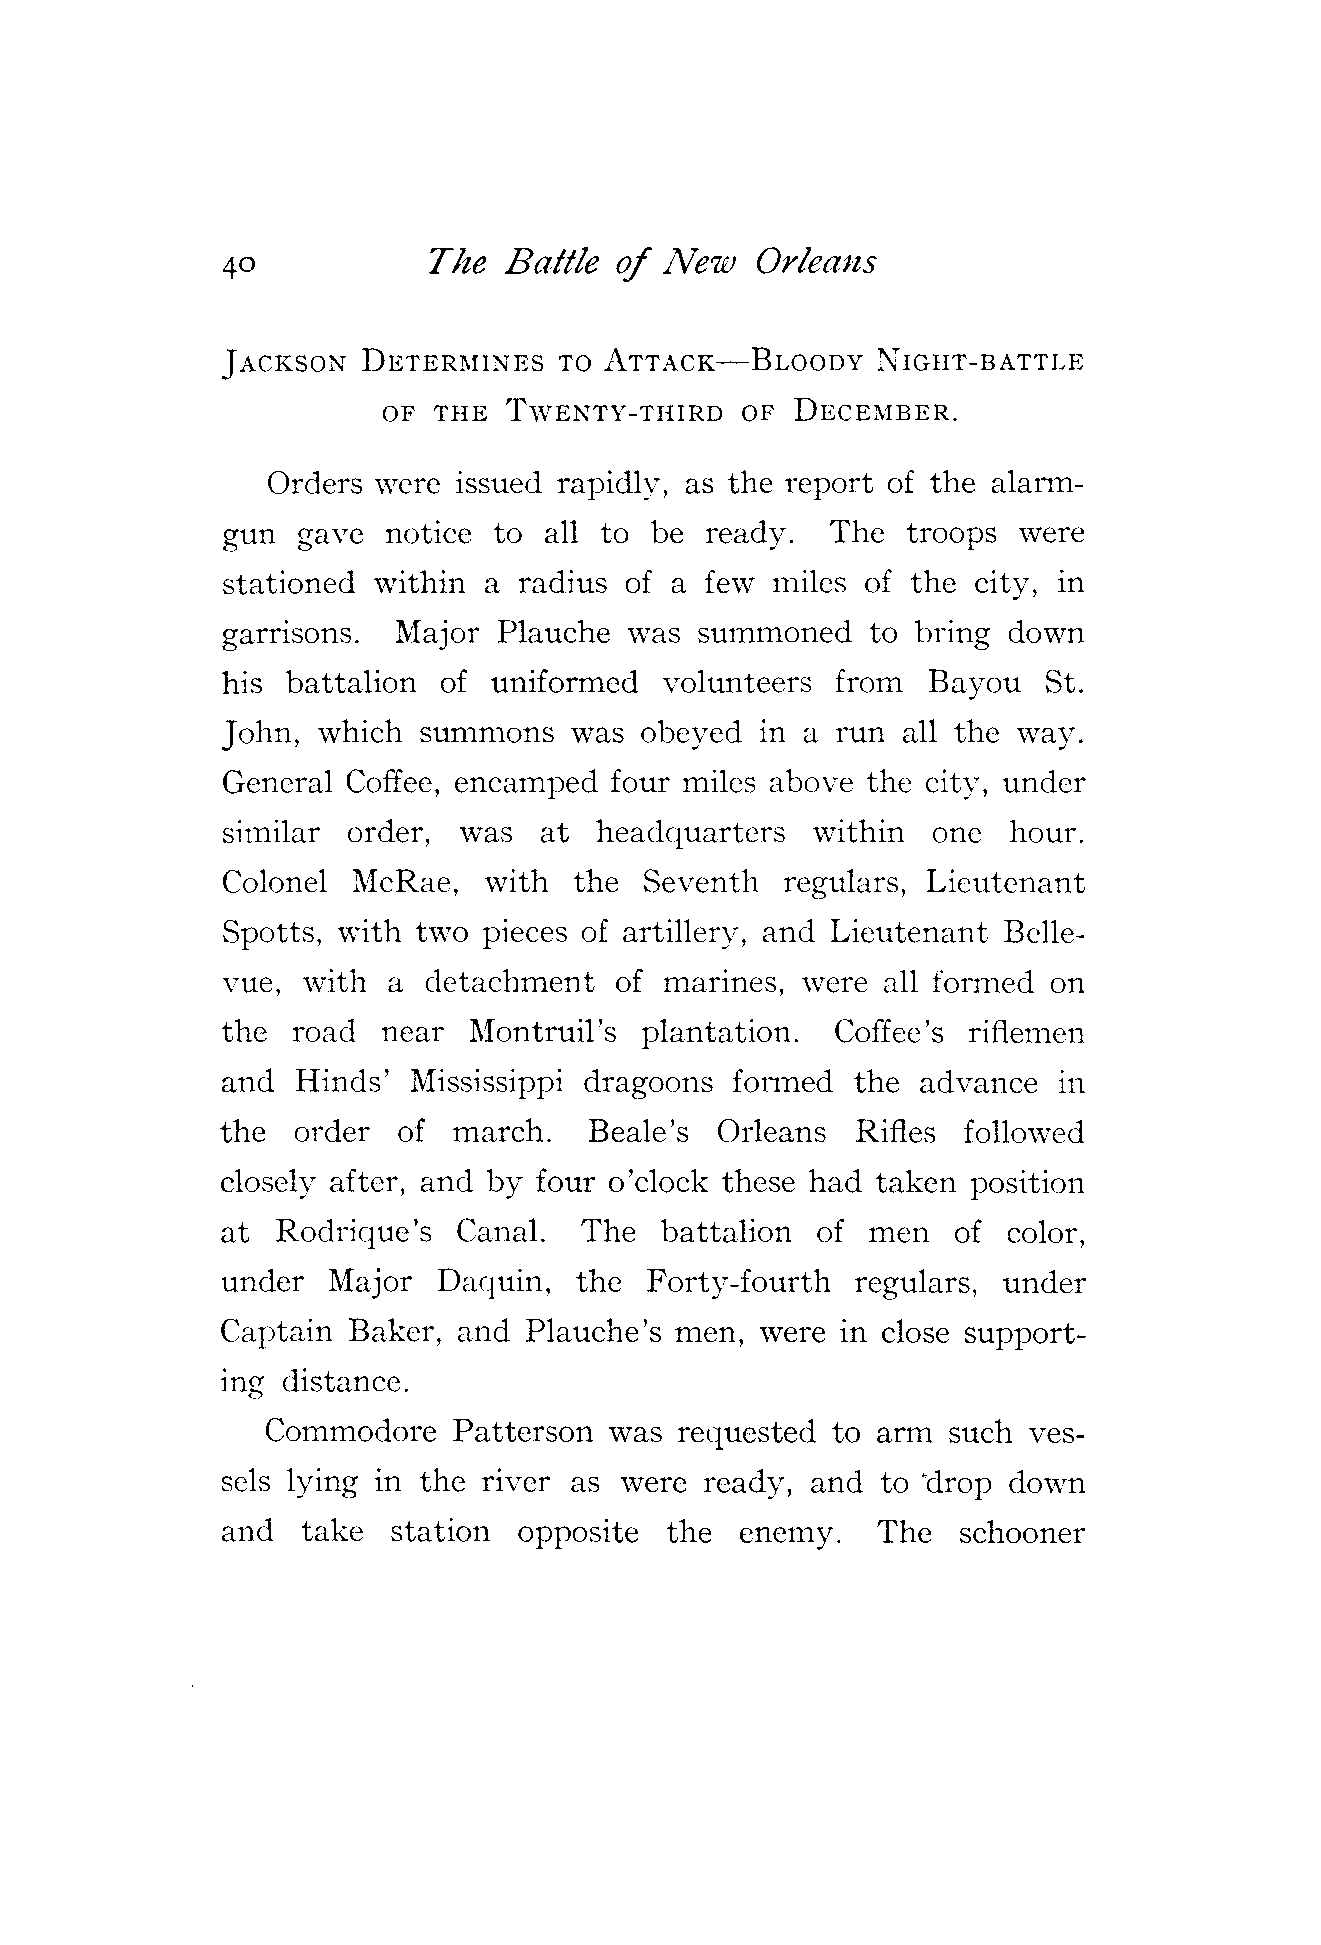 40 The Battle of New Orleans
Jackson Determines to Attack—Bloody Night-battle
of the Twenty-third of December.
Orders were issued rapidly, as the report of the alarm-
gun gave notice to all to be ready. The troops were
stationed within a radius of a few miles of the city, in
garrisons. Major Plauche was summoned to bring down
his battalion of uniformed volunteers from Bayou St.
John, which summons was obeyed in a run all the way.
General Coffee, encamped four miles above the city, under
similar order, was at headquarters within one hour.
Colonel McRae, with the Seventh regulars, Lieutenant
Spotts, with two pieces of artillery, and Lieutenant Belle-
vue, with a detachment of marines, were all formed on
the road near Montruil's plantation. Coffee's riflemen
and Hinds' Mississippi dragoons formed the advance in
the order of march. Beale's Orleans Rifles followed
closely after, and by four o'clock these had taken position
at Rodrique's Canal. The battalion of men of color,
under Major Daquin, the Forty-fourth regulars, under
Captain Baker, and Plauche's men, were in close support-
ing distance.
Commodore Patterson was requested to arm such ves-
sels lying in the river as were ready, and to drop down
and take station opposite the enemy. The schooner